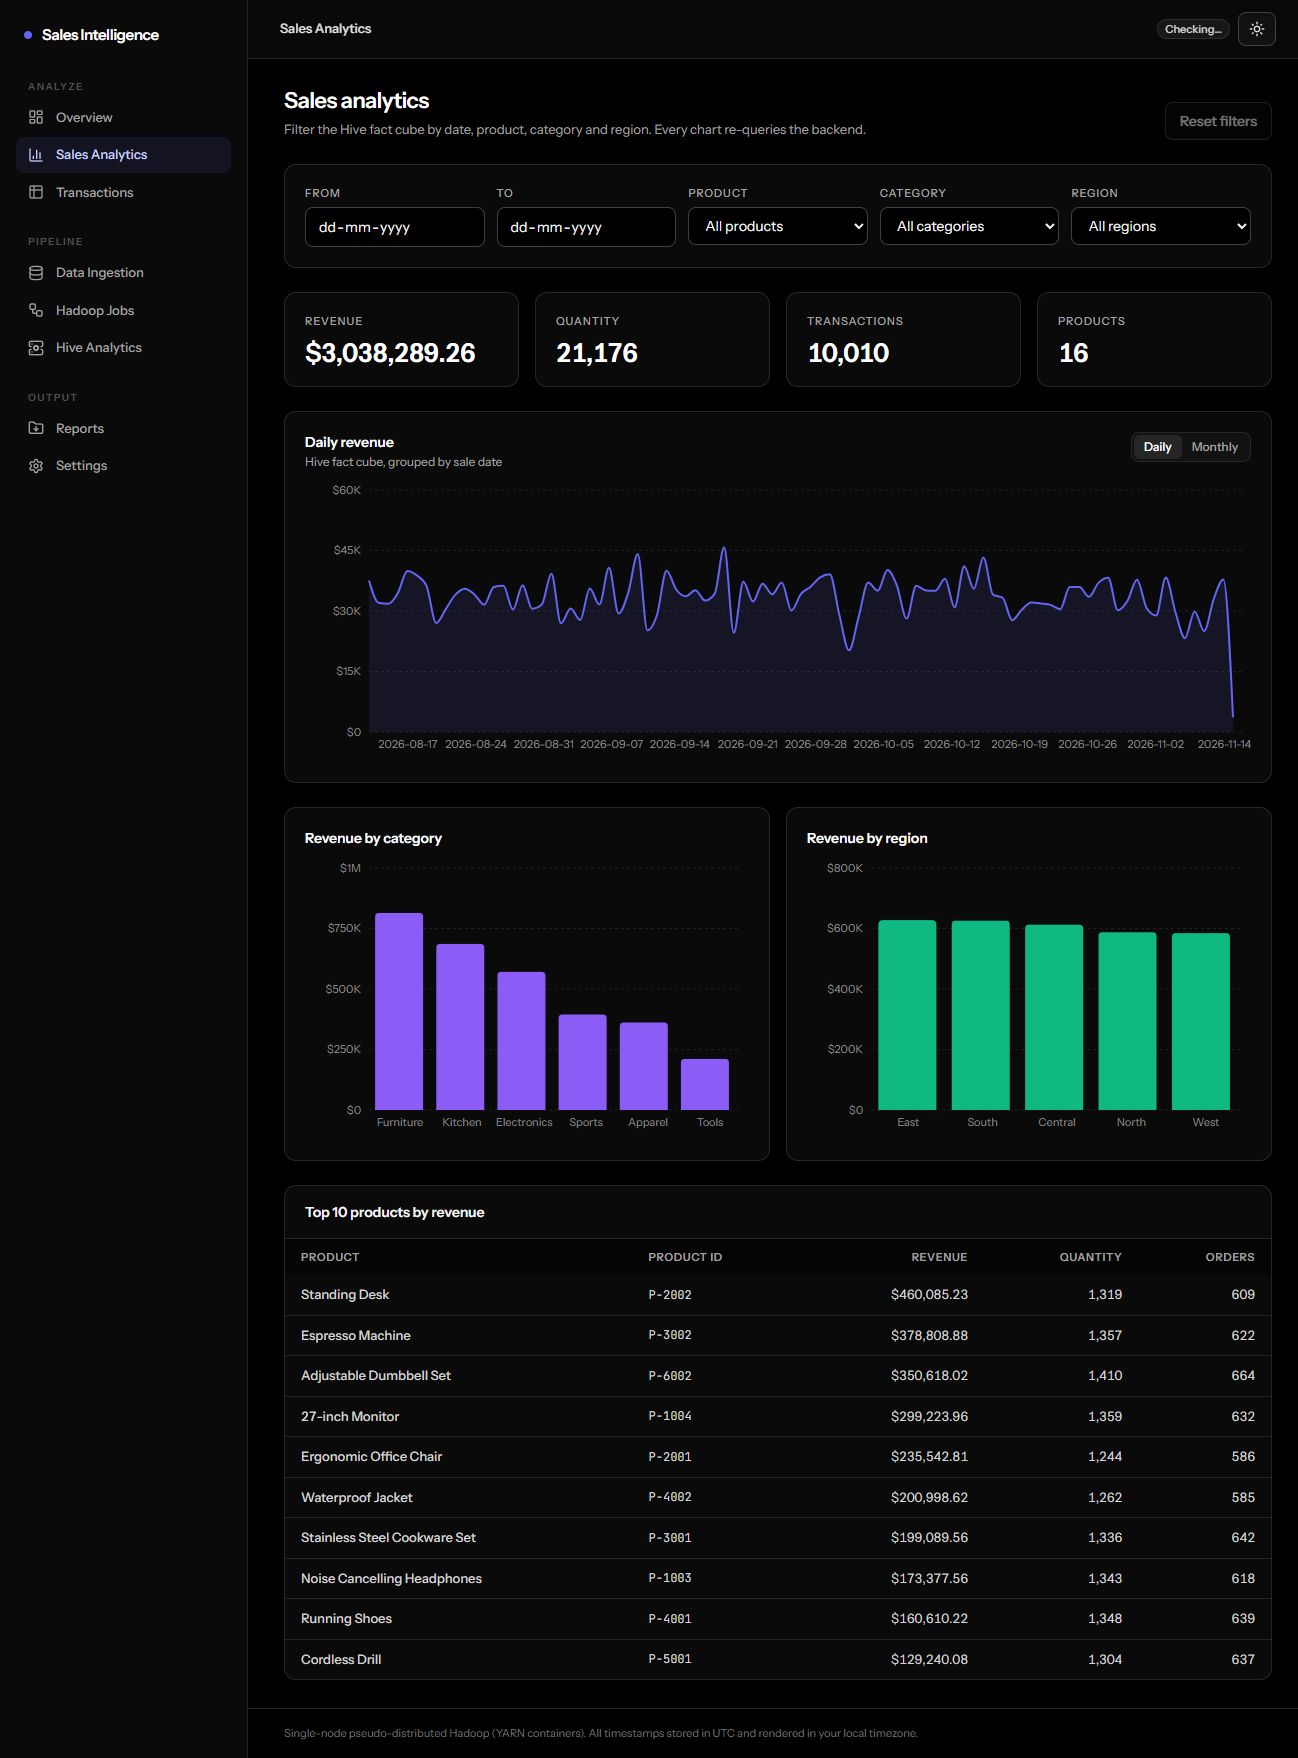 Sales Intelligence
ANALYZE
Overview
Sales Analytics
Transactions
PIPELINE
Data Ingestion
Hadoop Jobs
Hive Analytics
OUTPUT
Reports
Settings
Sales Analytics
Checking...
Sales analytics
Filter the Hive fact cube by date, product, category and region. Every chart re-queries the backend.
Reset filters
FROM TO PRODUCT CATEGORY REGION
dd-mm-yyyy dd-mm-yyyy All products All categories All regions
REVENUE QUANTITY TRANSACTIONS PRODUCTS
$3,038,289.26 21,176 10,010 16
Daily revenue
Hive fact cube, grouped by sale date
Daily Monthly
$60K
$45K
$30K
$15K
$0
2026-08-17 2026-08-24 2026-08-31 2026-09-07 2026-09-14 2026-09-21 2026-09-28 2026-10-05 2026-10-12 2026-10-19 2026-10-26 2026-11-02 2026-11-14
Revenue by category
$1M
$750K
$500K
$250K
$0
Furniture Kitchen Electronics Sports Apparel Tools
Revenue by region
$800K
$600K
$400K
$200K
$0
East South Central North West
Top 10 products by revenue
PRODUCT PRODUCT ID REVENUE QUANTITY ORDERS
Standing Desk P-2002 $460,085.23 1,319 609
Espresso Machine P-3002 $378,808.88 1,357 622
Adjustable Dumbbell Set P-6002 $350,618.02 1,410 664
27-inch Monitor P-1004 $299,223.96 1,359 632
Ergonomic Office Chair P-2001 $235,542.81 1,244 586
Waterproof Jacket P-4002 $200,998.62 1,262 585
Stainless Steel Cookware Set P-3001 $199,089.56 1,336 642
Noise Cancelling Headphones P-1003 $173,377.56 1,343 618
Running Shoes P-4001 $160,610.22 1,348 639
Cordless Drill P-5001 $129,240.08 1,304 637
Single-node pseudo-distributed Hadoop (YARN containers). All timestamps stored in UTC and rendered in your local timezone.